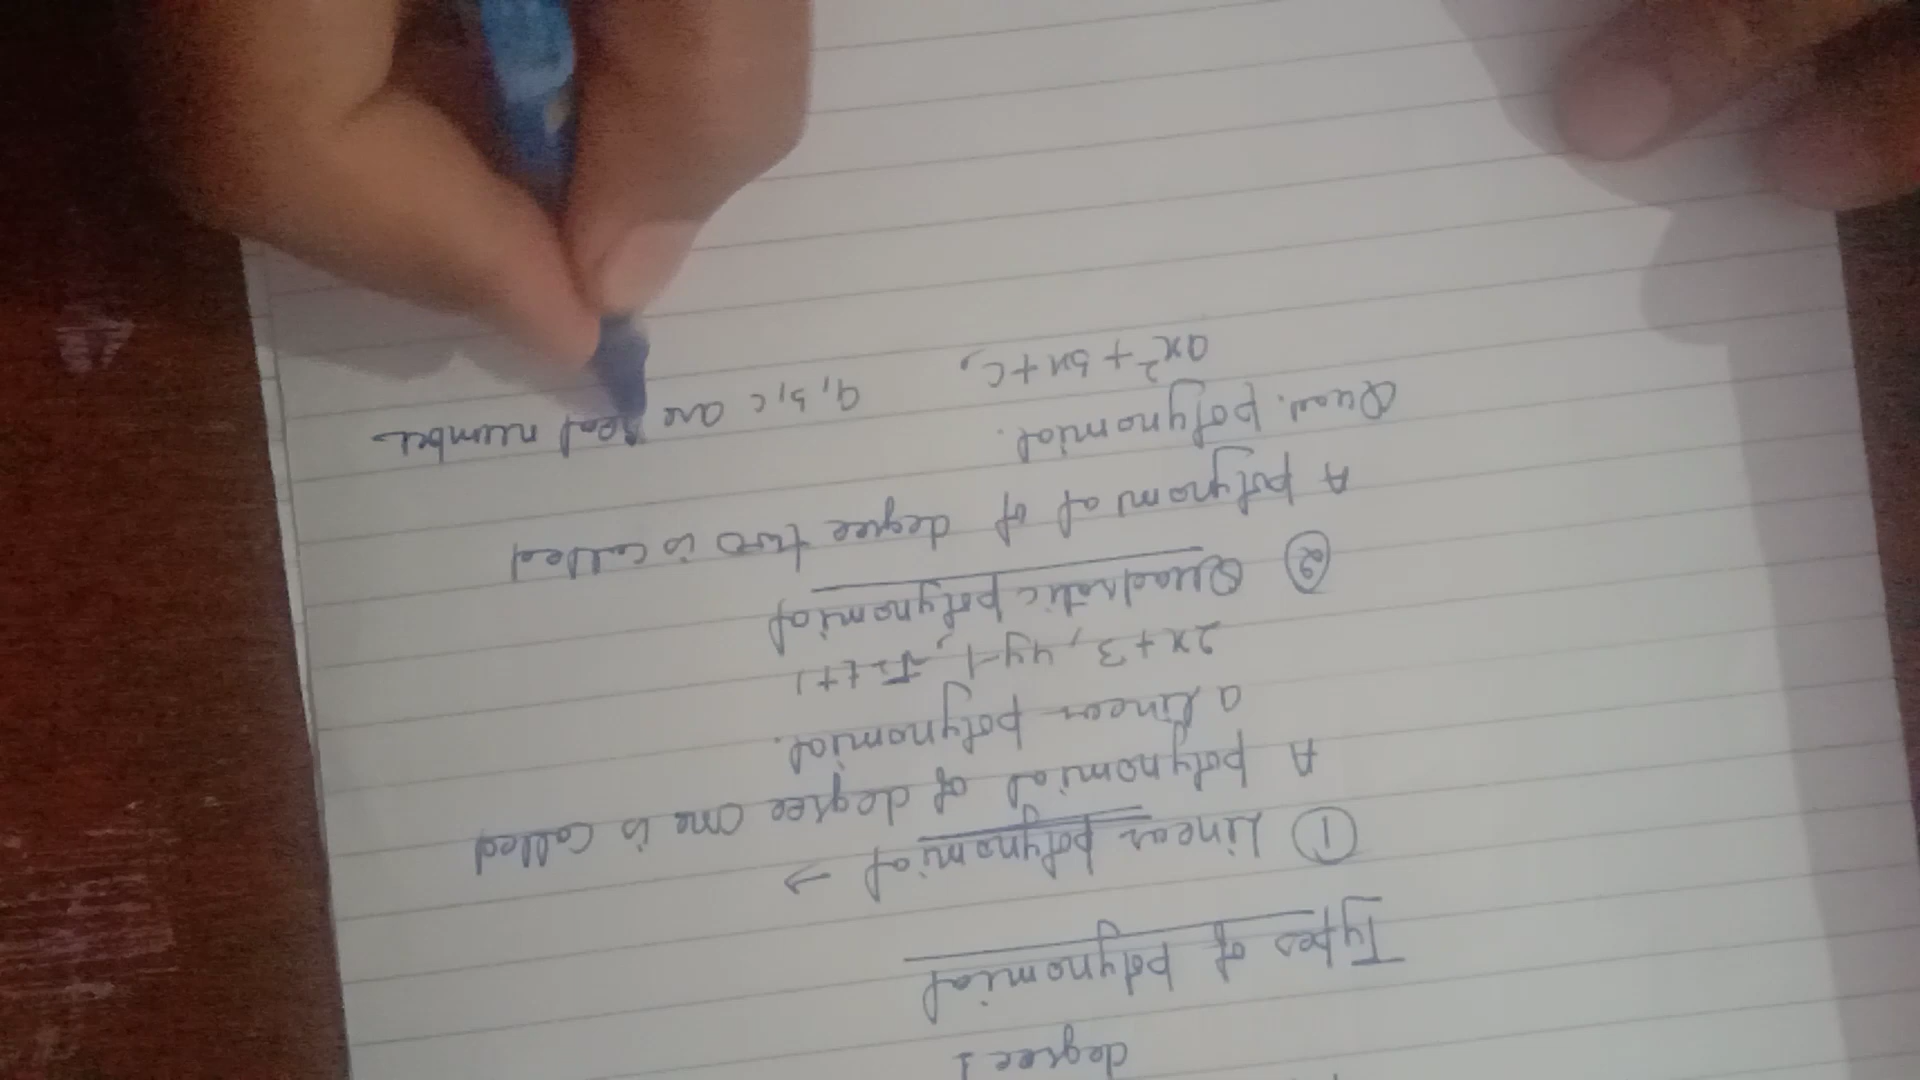 degree 1
Types of polynomial
① Linear polynomial →
A polynomial of degree one is called
a linear polynomial.
2x + 3, 4y-1, √2 t+1
② Quadratic polynomial
A polynomial of degree two is called
Quad. polynomial.
ax² + bx + c, a, b, c are real number